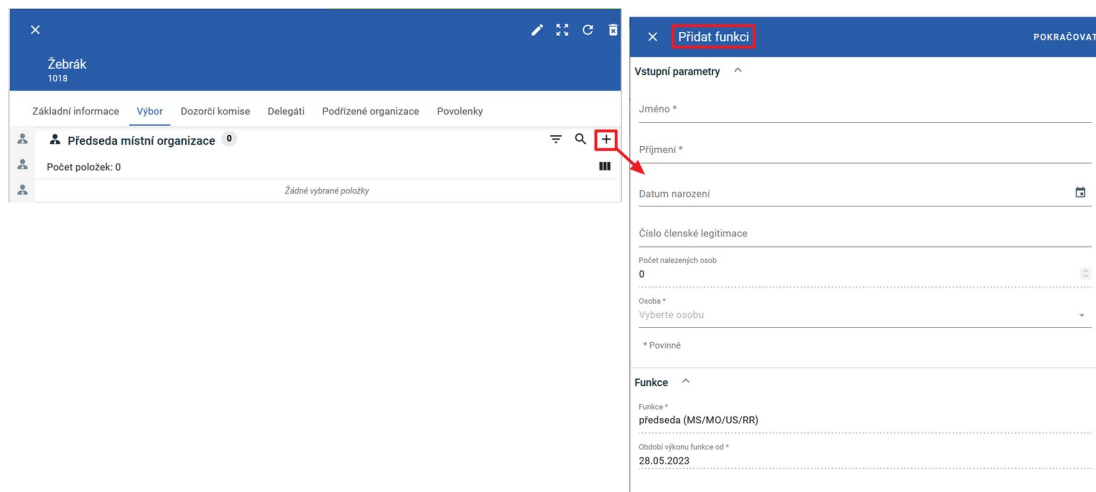 Žebrák
1018
Základní informace Výbor Dozorčí komise Delegáti Podřízené organizace Povolenky
Předseda místní organizace 0
Počet položek: 0
Žádné vybrané položky
Přidat funkci POKRAČOVAT
Vstupní parametry
Jméno *
Příjmení *
Datum narození
Číslo členské legitimace
Počet nalezených osob
0
Osoba *
Vyberte osobu
* Povinné
Funkce
Funkce *
předseda (MS/MO/US/RR)
Období výkonu funkce od *
28.05.2023